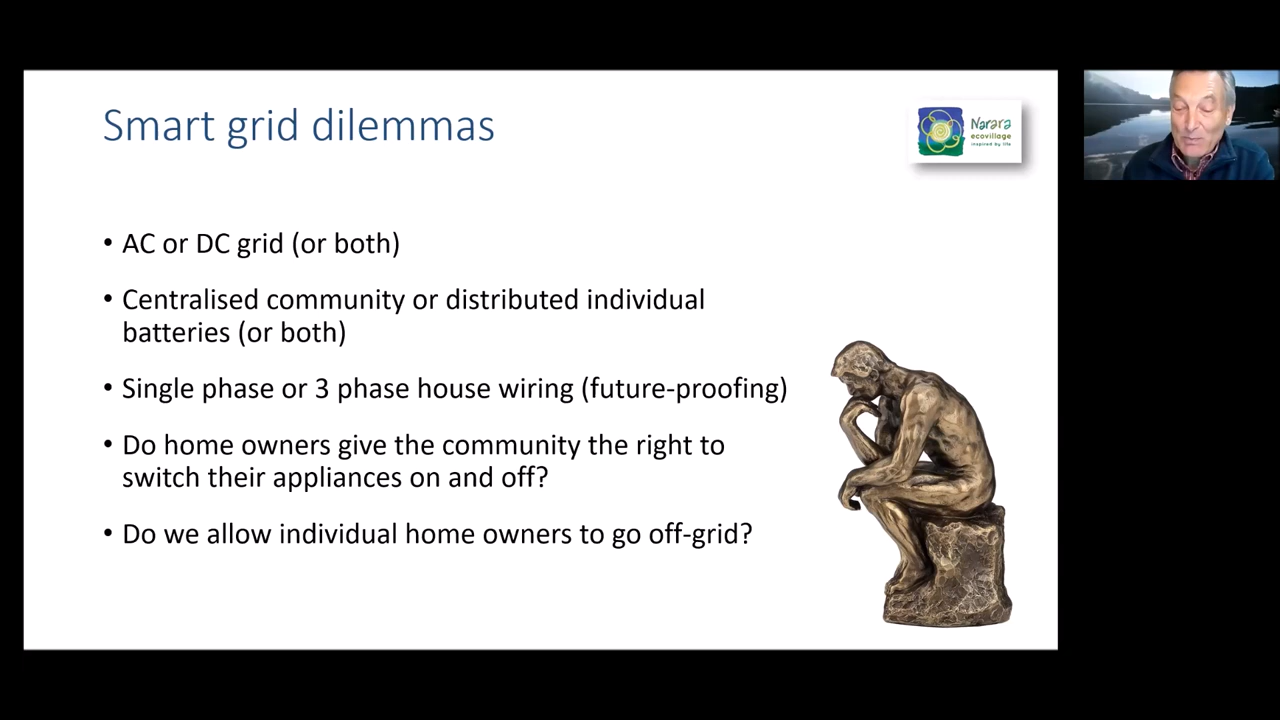 Smart grid dilemmas
Narara
ecovillage
inspired by life
• AC or DC grid (or both)
• Centralised community or distributed individual
batteries (or both)
• Single phase or 3 phase house wiring (future-proofing)
• Do home owners give the community the right to
switch their appliances on and off?
• Do we allow individual home owners to go off-grid?